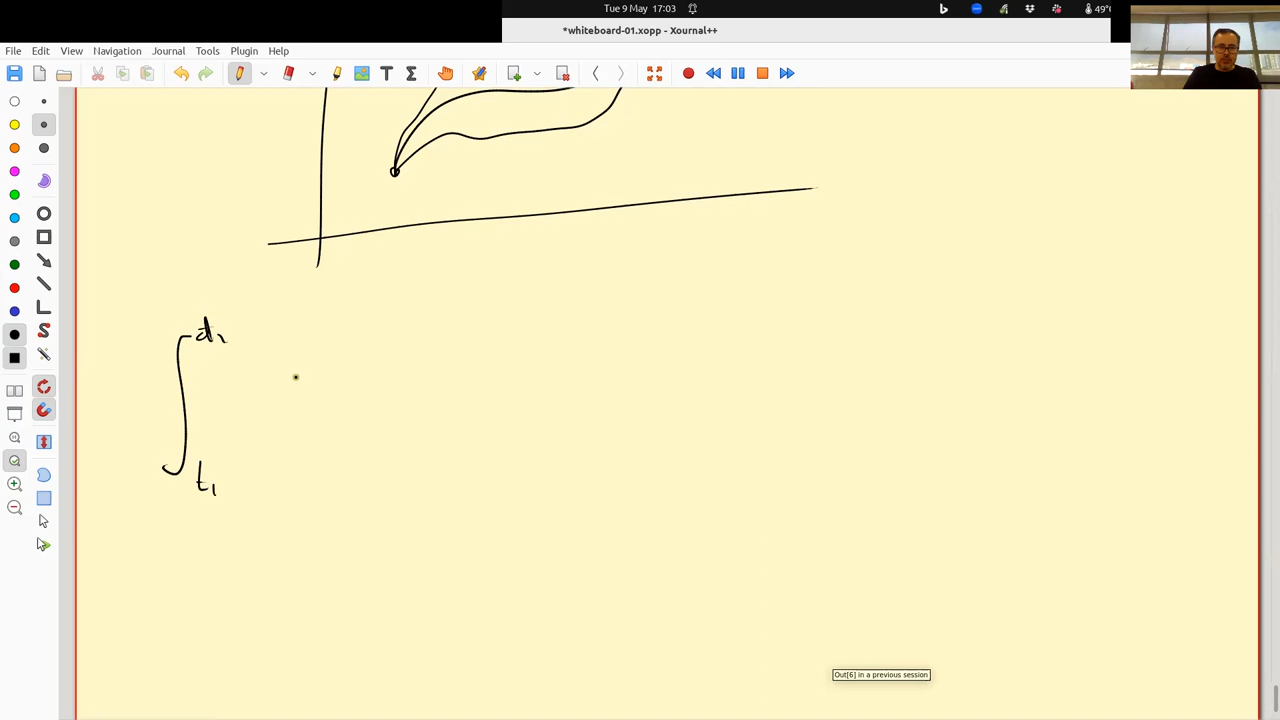 Tue 9 May 17:03
49°
*whiteboard-01.xopp - Xournal++
File Edit View Navigation Journal Tools Plugin Help
t1
Out[6] in a previous session